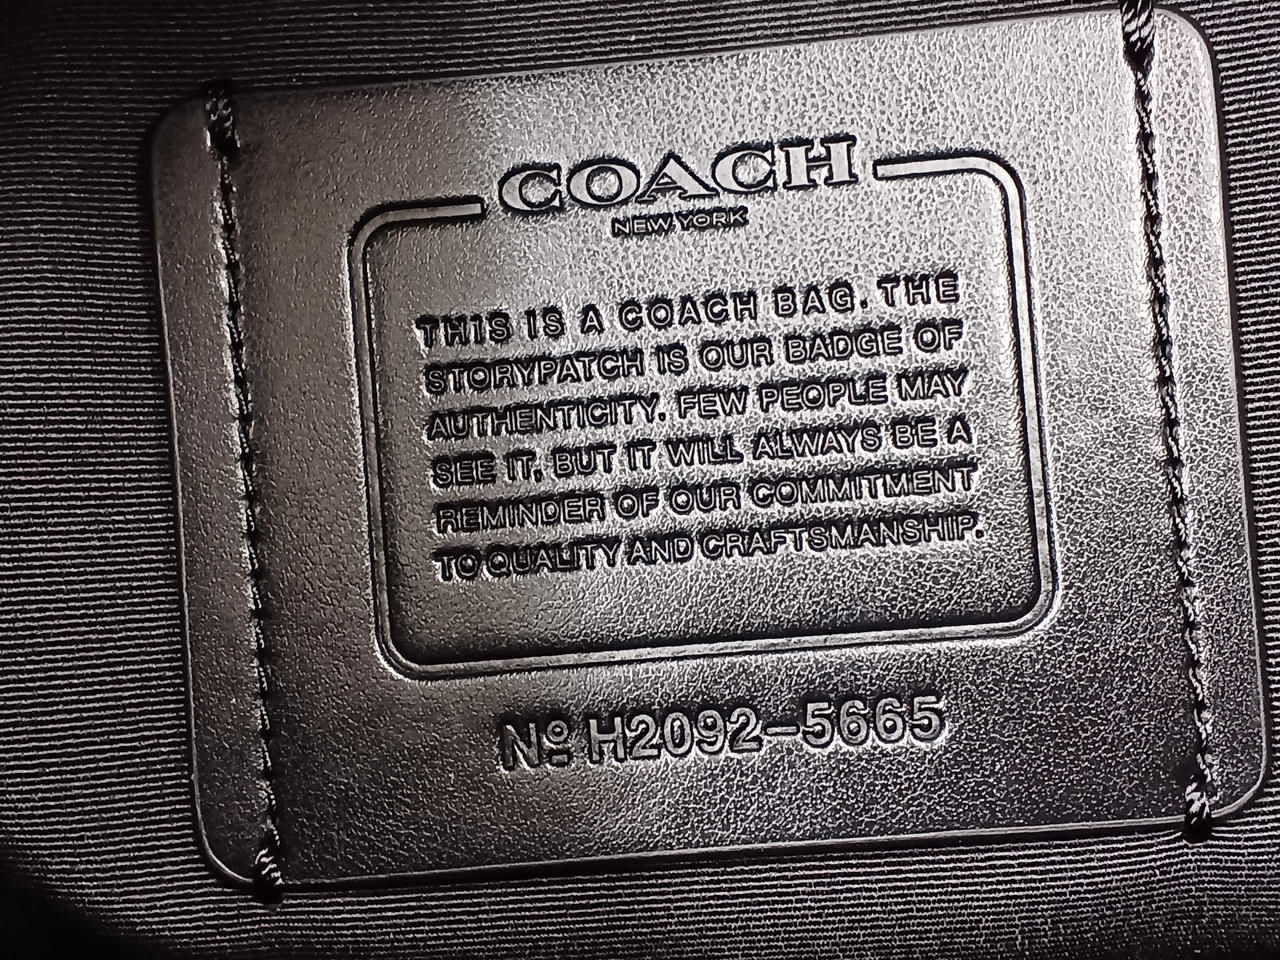 COACH
NEW YORK
THIS IS A COACH BAG. THE
STORYPATCH IS OUR BADGE OF
AUTHENTICITY. FEW PEOPLE MAY
SEE IT, BUT IT WILL ALWAYS BE A
REMINDER OF OUR COMMITMENT
TO QUALITY AND CRAFTSMANSHIP.
Nº H2092-5665